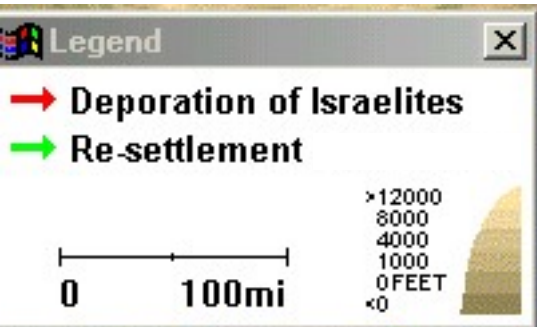 Legend
Deporation of Israelites
Re-settlement
>12000
8000
4000
1000
0 FEET
<0
0 100mi